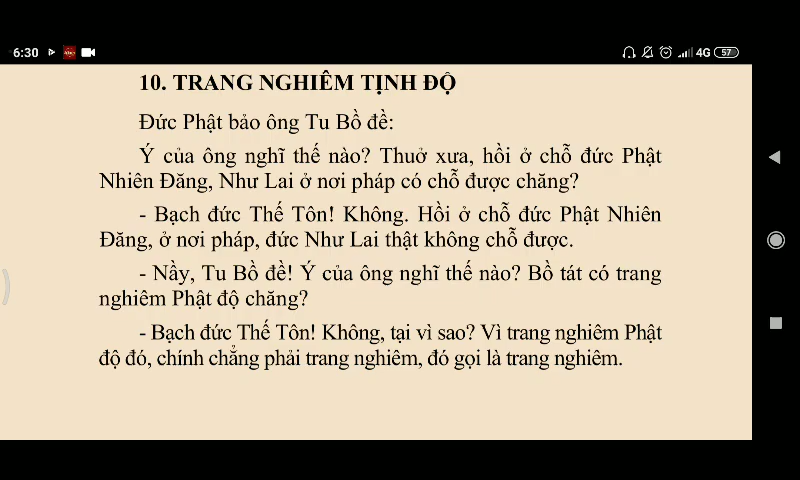 6:30
4G 57
10. TRANG NGHIÊM TỊNH ĐỘ
Đức Phật bảo ông Tu Bồ đề:
Ý của ông nghĩ thế nào? Thuở xưa, hồi ở chỗ đức Phật
Nhiên Đăng, Như Lai ở nơi pháp có chỗ được chăng?
- Bạch đức Thế Tôn! Không. Hồi ở chỗ đức Phật Nhiên
Đăng, ở nơi pháp, đức Như Lai thật không chỗ được.
- Nầy, Tu Bồ đề! Ý của ông nghĩ thế nào? Bồ tát có trang
nghiêm Phật độ chăng?
- Bạch đức Thế Tôn! Không, tại vì sao? Vì trang nghiêm Phật
độ đó, chính chẳng phải trang nghiêm, đó gọi là trang nghiêm.